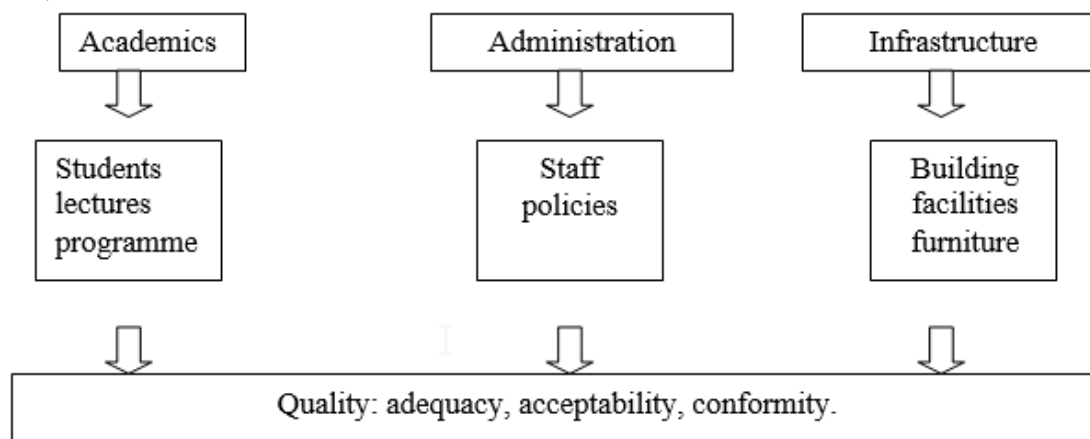 Academics
Administration
Infrastructure
Students
lectures
programme
Staff
policies
Building
facilities
furniture
Quality: adequacy, acceptability, conformity.